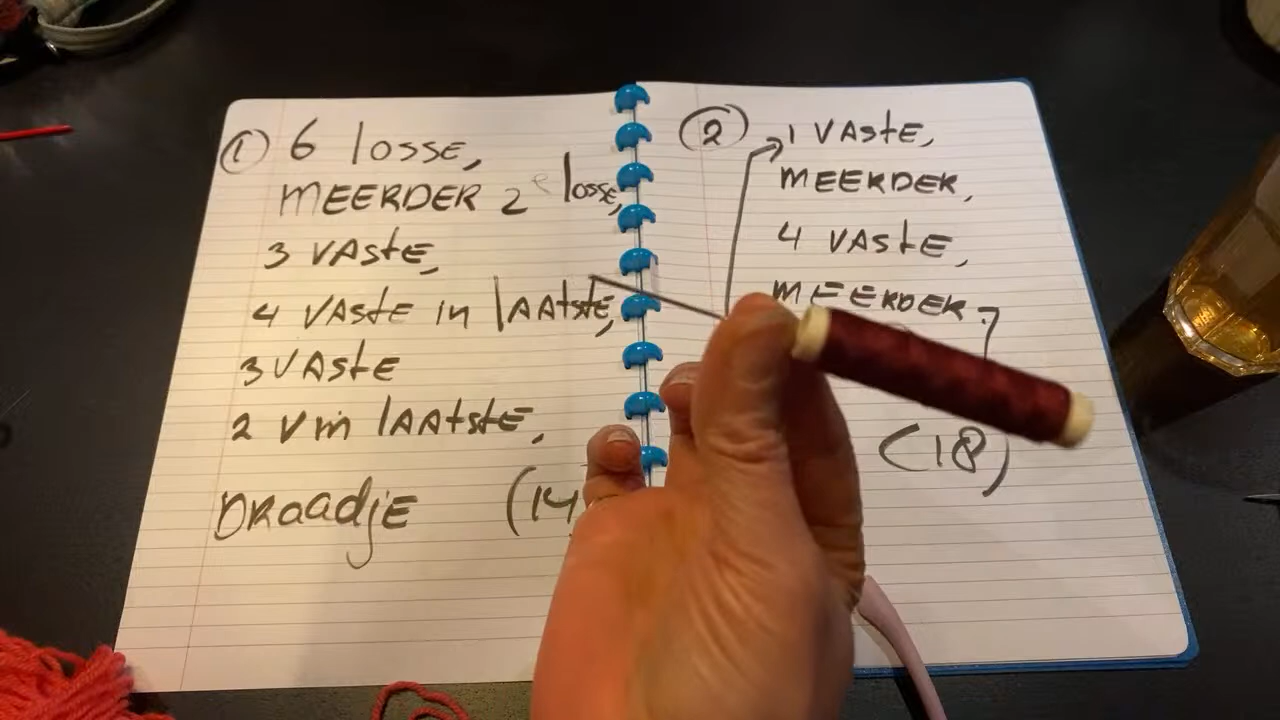 ① 6 losse,
MEERDER 2e losse,
3 VASTE,
4 VASTE in lAAtstE,
3 VASTE
2 V in lAAtstE,
DRaadjE (14)
② 1 VASTE,
MEERDER,
4 VASTE,
MEERDER
(18)